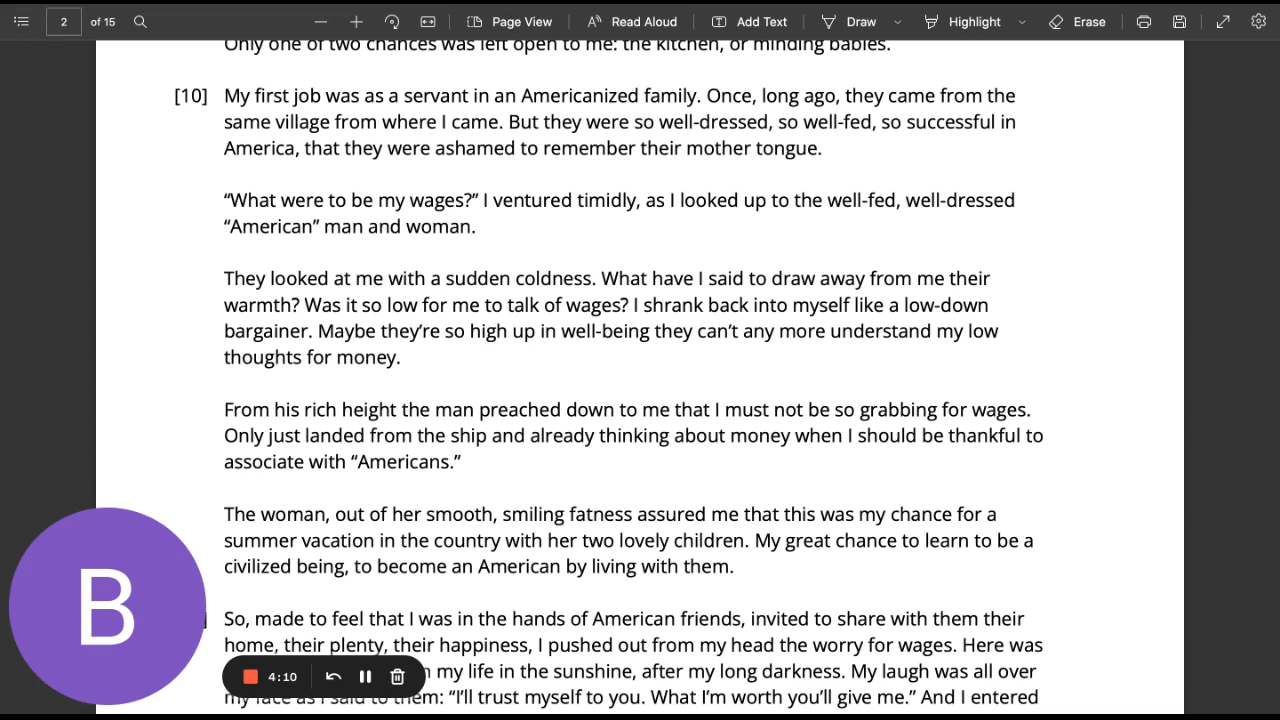 2 of 15 Page View Read Aloud Add Text Draw Highlight Erase
Only one of two chances was left open to me: the kitchen, or minding babies.
[10] My first job was as a servant in an Americanized family. Once, long ago, they came from the
same village from where I came. But they were so well-dressed, so well-fed, so successful in
America, that they were ashamed to remember their mother tongue.
“What were to be my wages?” I ventured timidly, as I looked up to the well-fed, well-dressed
“American” man and woman.
They looked at me with a sudden coldness. What have I said to draw away from me their
warmth? Was it so low for me to talk of wages? I shrank back into myself like a low-down
bargainer. Maybe they’re so high up in well-being they can’t any more understand my low
thoughts for money.
From his rich height the man preached down to me that I must not be so grabbing for wages.
Only just landed from the ship and already thinking about money when I should be thankful to
associate with “Americans.”
The woman, out of her smooth, smiling fatness assured me that this was my chance for a
summer vacation in the country with her two lovely children. My great chance to learn to be a
civilized being, to become an American by living with them.
So, made to feel that I was in the hands of American friends, invited to share with them their
home, their plenty, their happiness, I pushed out from my head the worry for wages. Here was
my life in the sunshine, after my long darkness. My laugh was all over
my face as I said to them: “I’ll trust myself to you. What I’m worth you’ll give me.” And I entered
B
4:10